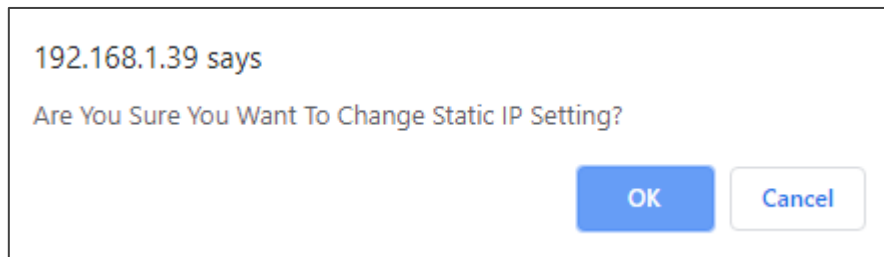 192.168.1.39 says
Are You Sure You Want To Change Static IP Setting?
OK
Cancel